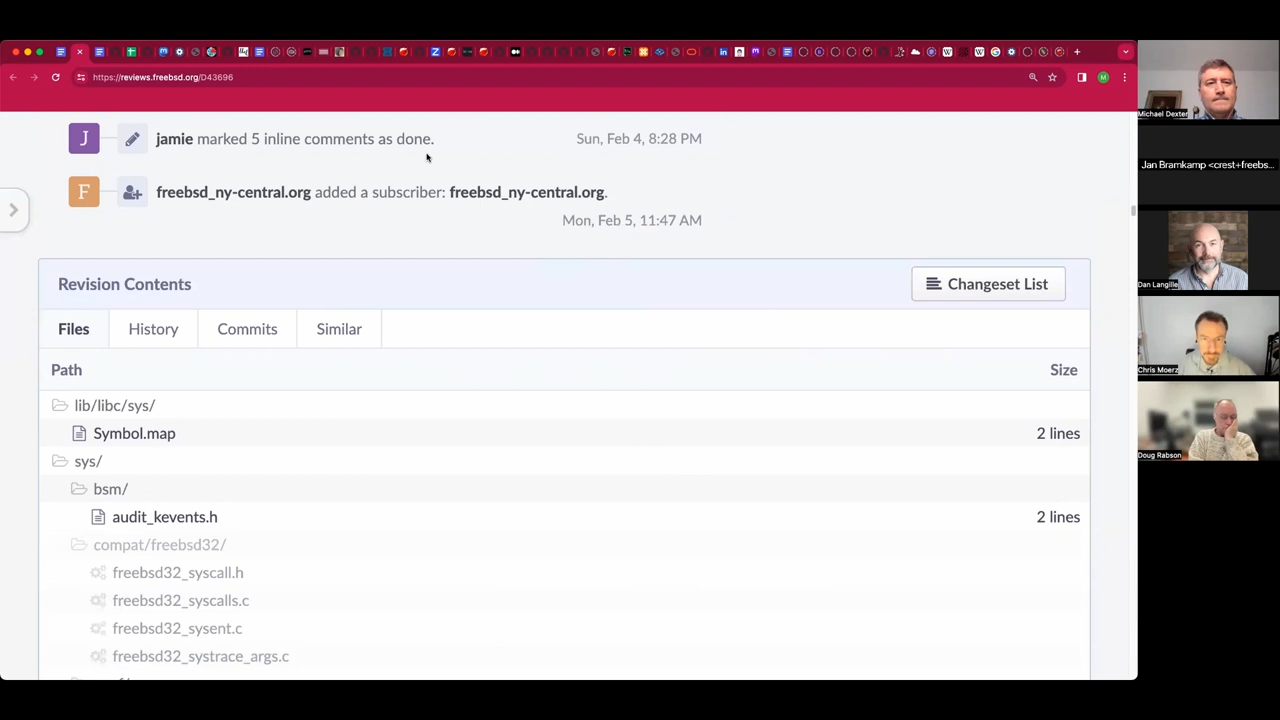 https://reviews.freebsd.org/D43696
M
J
jamie marked 5 inline comments as done.
Sun, Feb 4, 8:28 PM
F
freebsd_ny-central.org added a subscriber: freebsd_ny-central.org.
Mon, Feb 5, 11:47 AM
Revision Contents
Changeset List
Files
History
Commits
Similar
Path
Size
lib/libc/sys/
Symbol.map
2 lines
sys/
bsm/
audit_kevents.h
2 lines
compat/freebsd32/
freebsd32_syscall.h
freebsd32_syscalls.c
freebsd32_sysent.c
freebsd32_systrace_args.c
Michael Dexter
Jan Bramkamp <crest+freebs...
Dan Langille
Chris Moerz
Doug Rabson